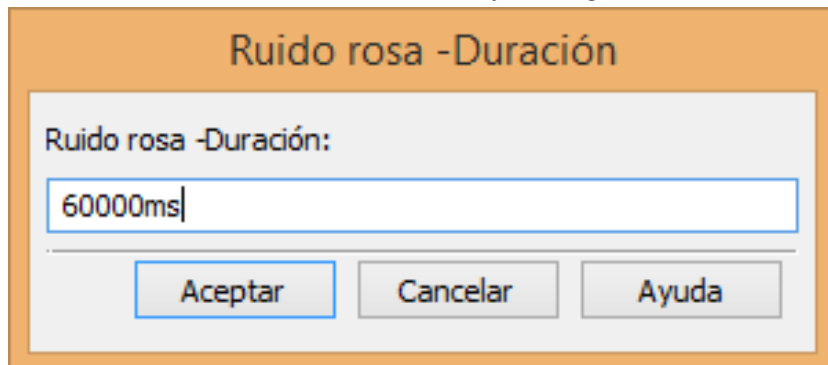 Ruido rosa -Duración
Ruido rosa -Duración:
60000ms
Aceptar Cancelar Ayuda